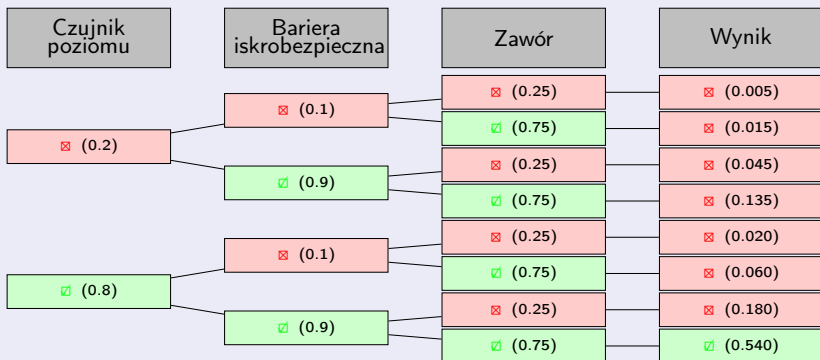 Czujnik
poziomu
Bariera
iskrobezpieczna
Zawór
Wynik
☒ (0.25) ☒ (0.005)
☒ (0.1)
☑ (0.75) ☒ (0.015)
☒ (0.2)
☒ (0.25) ☒ (0.045)
☑ (0.9)
☑ (0.75) ☒ (0.135)
☒ (0.25) ☒ (0.020)
☒ (0.1)
☑ (0.75) ☒ (0.060)
☑ (0.8)
☒ (0.25) ☒ (0.180)
☑ (0.9)
☑ (0.75) ☑ (0.540)